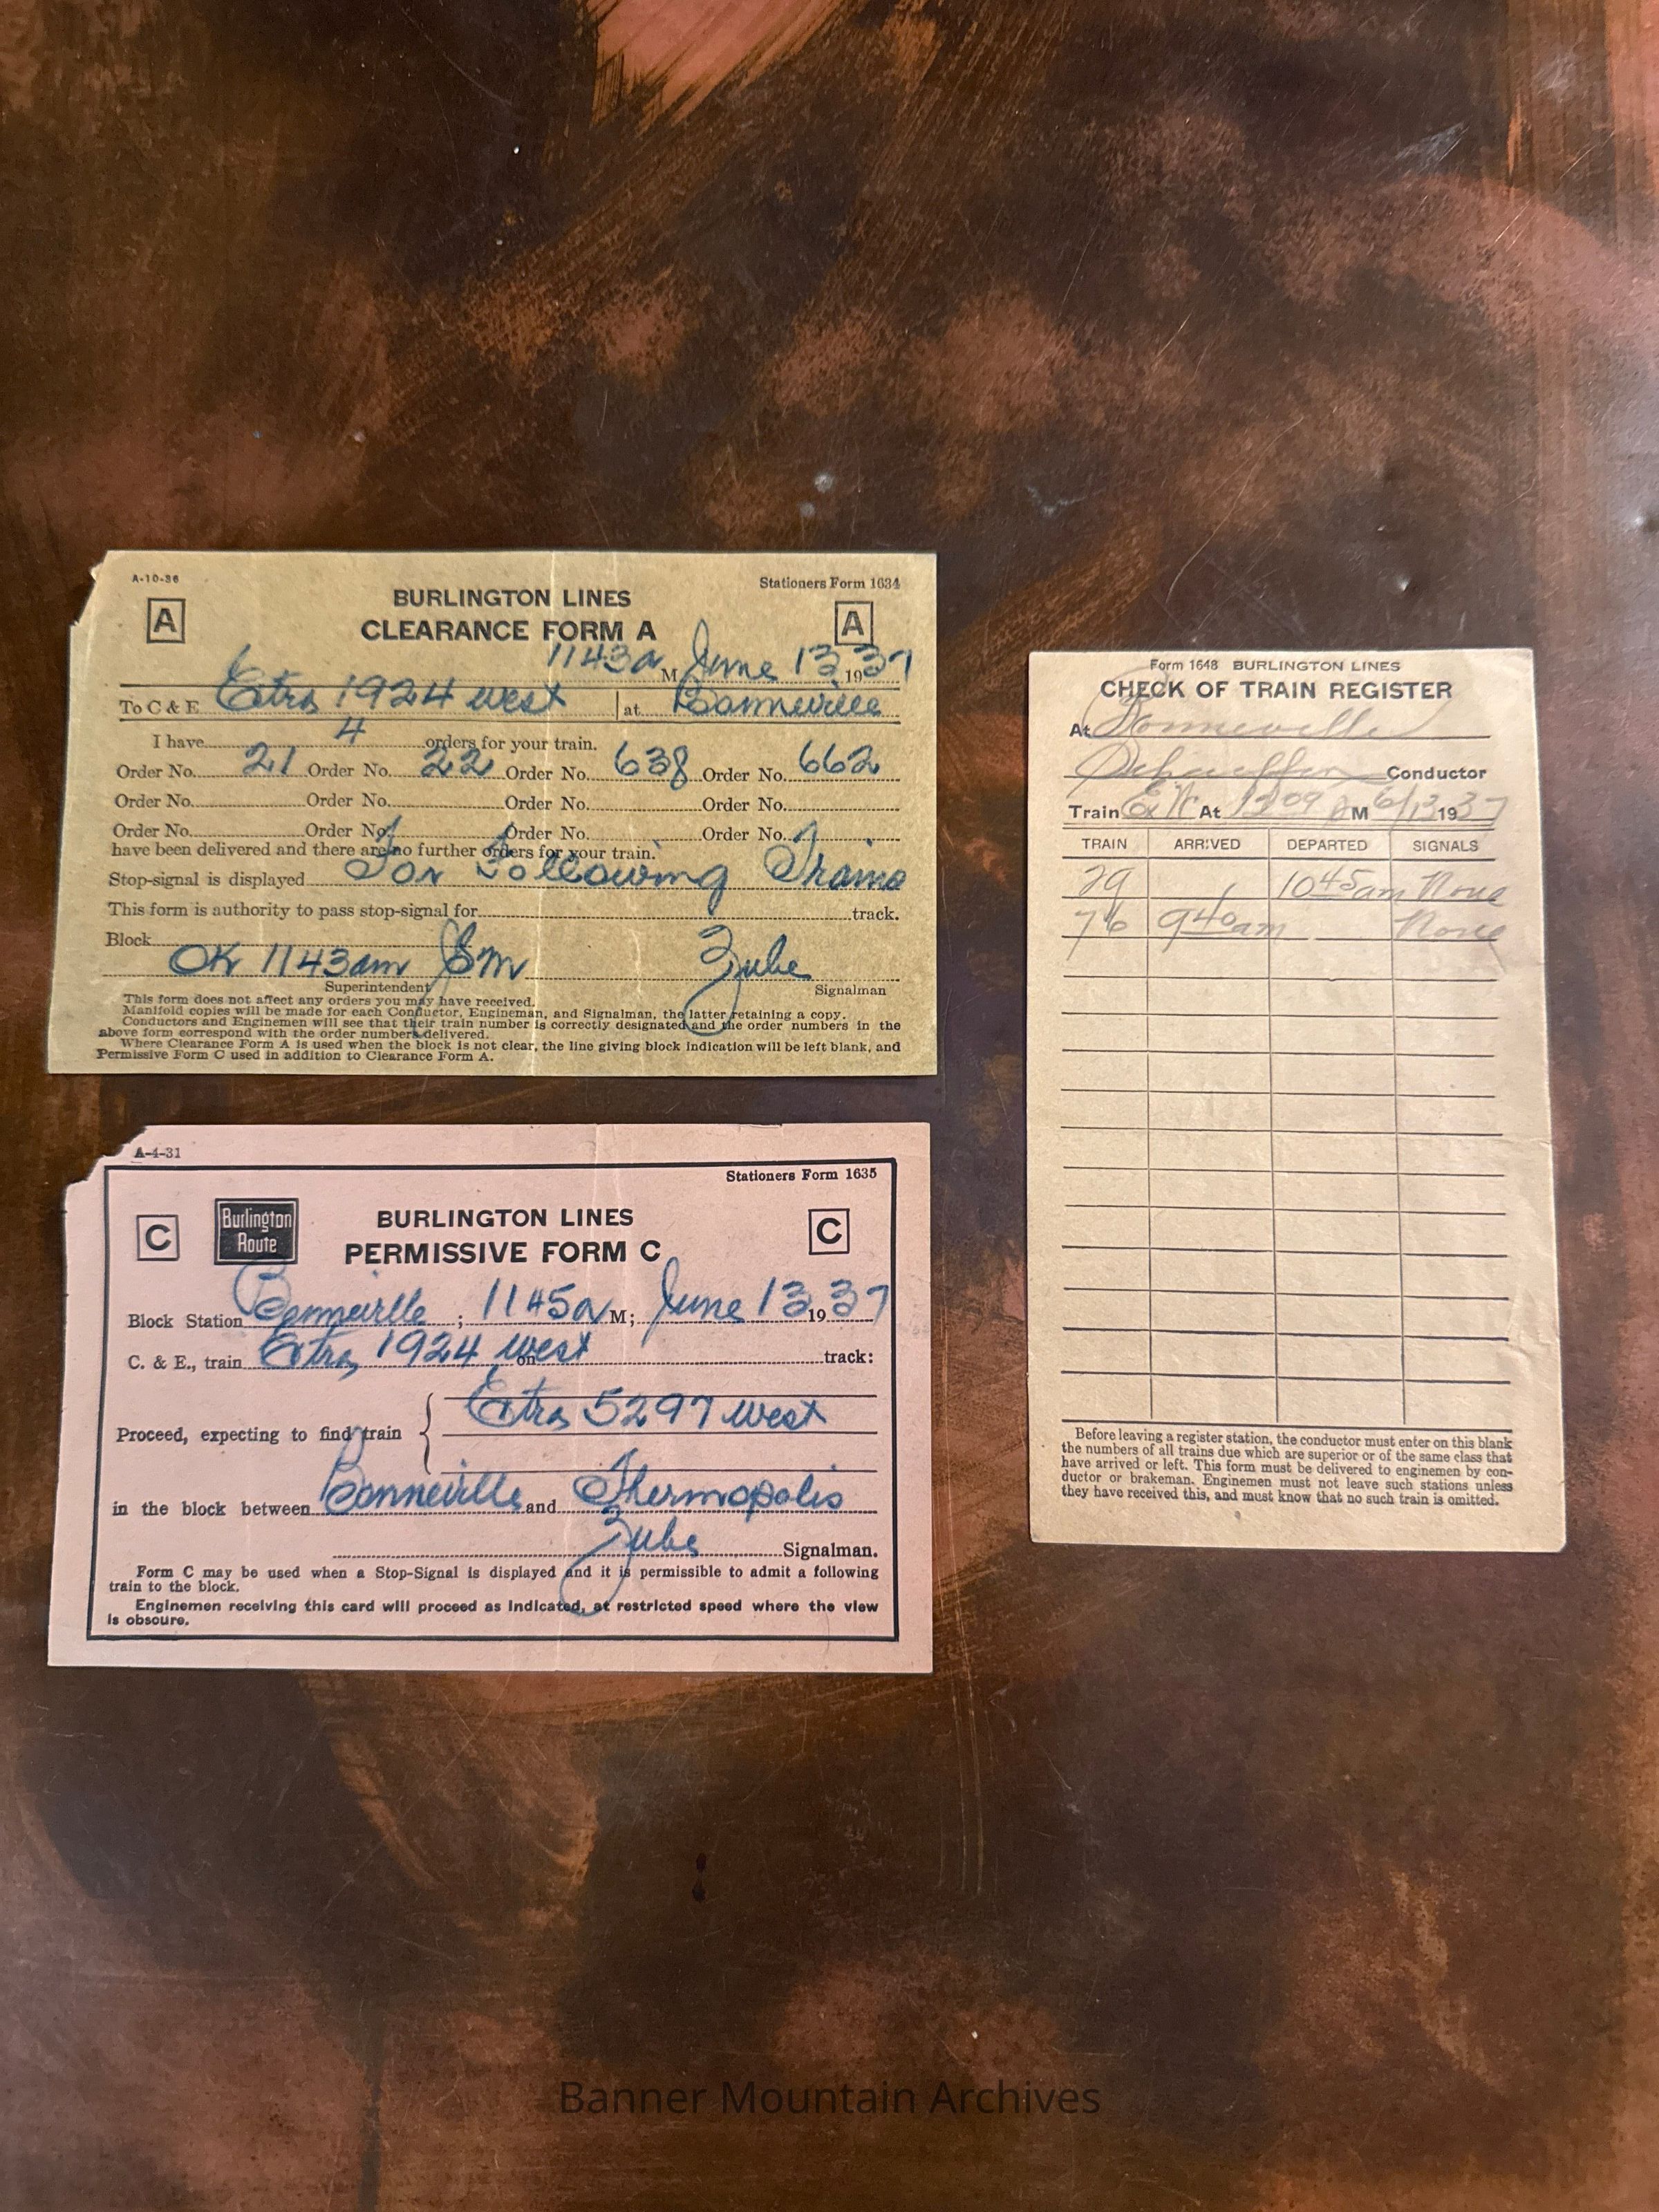 A-10-36
Stationers Form 1634
A BURLINGTON LINES A
CLEARANCE FORM A
1143a M June 13 1937
To C & E Extra 1924 west at Bonneville
I have 4 orders for your train.
Order No. 21 Order No. 22 Order No. 638 Order No. 662
Order No. Order No. Order No. Order No.
Order No. Order No. Order No. Order No.
have been delivered and there are no further orders for your train.
Stop-signal is displayed For Following Trains
This form is authority to pass stop-signal for track.
Block
OK 1143am Zube
Superintendent Signalman
This form does not affect any orders you may have received.
Manifold copies will be made for each Conductor, Engineman, and Signalman, the latter retaining a copy.
Conductors and Enginemen will see that their train number is correctly designated and the order numbers in the
above form correspond with the order numbers delivered.
Where Clearance Form A is used when the block is not clear, the line giving block indication will be left blank, and
Permissive Form C used in addition to Clearance Form A.
A-4-31
Stationers Form 1635
C Burlington Route BURLINGTON LINES C
PERMISSIVE FORM C
Block Station Bonneville ; 1145a M; June 13 1937
C. & E., train Extra 1924 west on track:
Extra 5297 west
Proceed, expecting to find train
in the block between Bonneville and Thermopolis
Zube Signalman.
Form C may be used when a Stop-Signal is displayed and it is permissible to admit a following
train to the block.
Enginemen receiving this card will proceed as indicated, at restricted speed where the view
is obscure.
Form 1648 BURLINGTON LINES
CHECK OF TRAIN REGISTER
At Bonneville
Conductor
Train Ex W At 1209 P M 6/13 1937
TRAIN ARRIVED DEPARTED SIGNALS
29 1045am None
76 940am None
Before leaving a register station, the conductor must enter on this blank
the numbers of all trains due which are superior or of the same class that
have arrived or left. This form must be delivered to enginemen by con-
ductor or brakeman. Enginemen must not leave such stations unless
they have received this, and must know that no such train is omitted.
Banner Mountain Archives